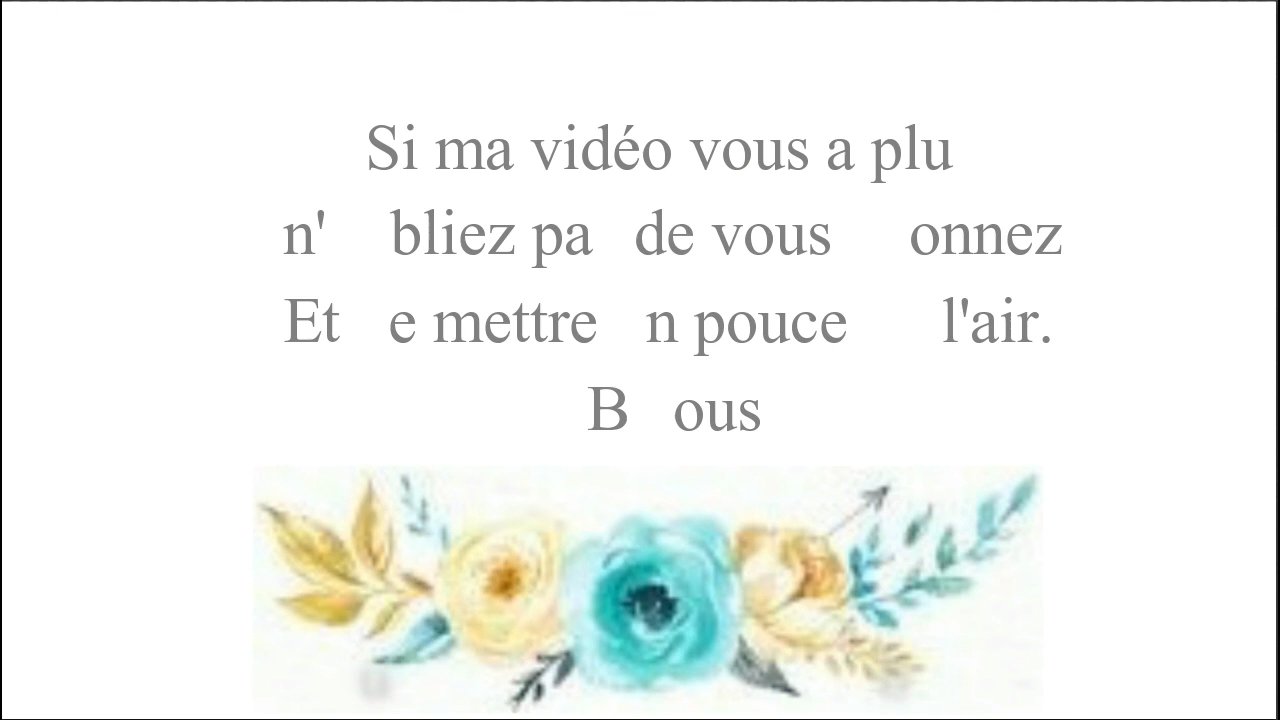 Si ma vidéo vous a plu
n' bliez pa de vous onnez
Et e mettre n pouce l'air.
B ous